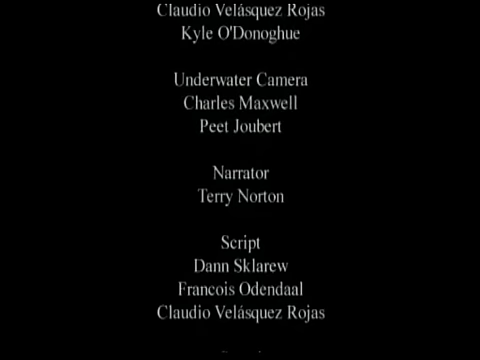 Claudio Velásquez Rojas
Kyle O'Donoghue
Underwater Camera
Charles Maxwell
Peet Joubert
Narrator
Terry Norton
Script
Dann Sklarew
Francois Odendaal
Claudio Velásquez Rojas